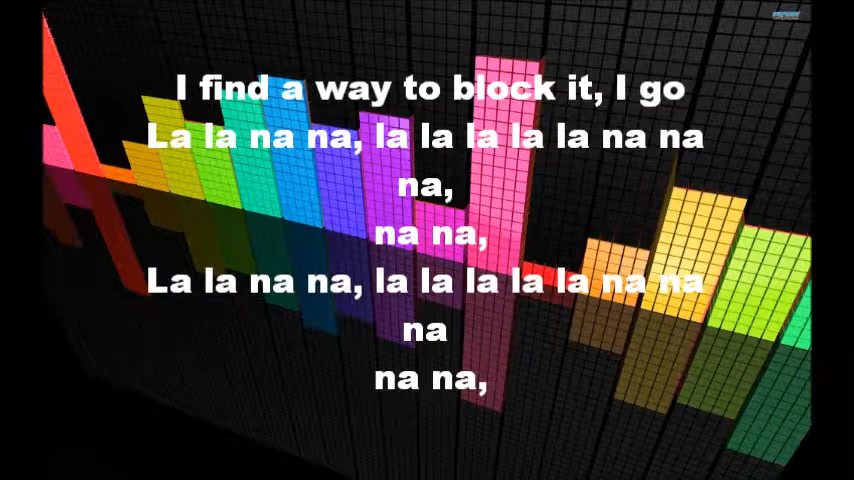 I find a way to block it, I go
La la na na, la la la la la na na
na,
na na,
La la na na, la la la la la na na
na
na na,